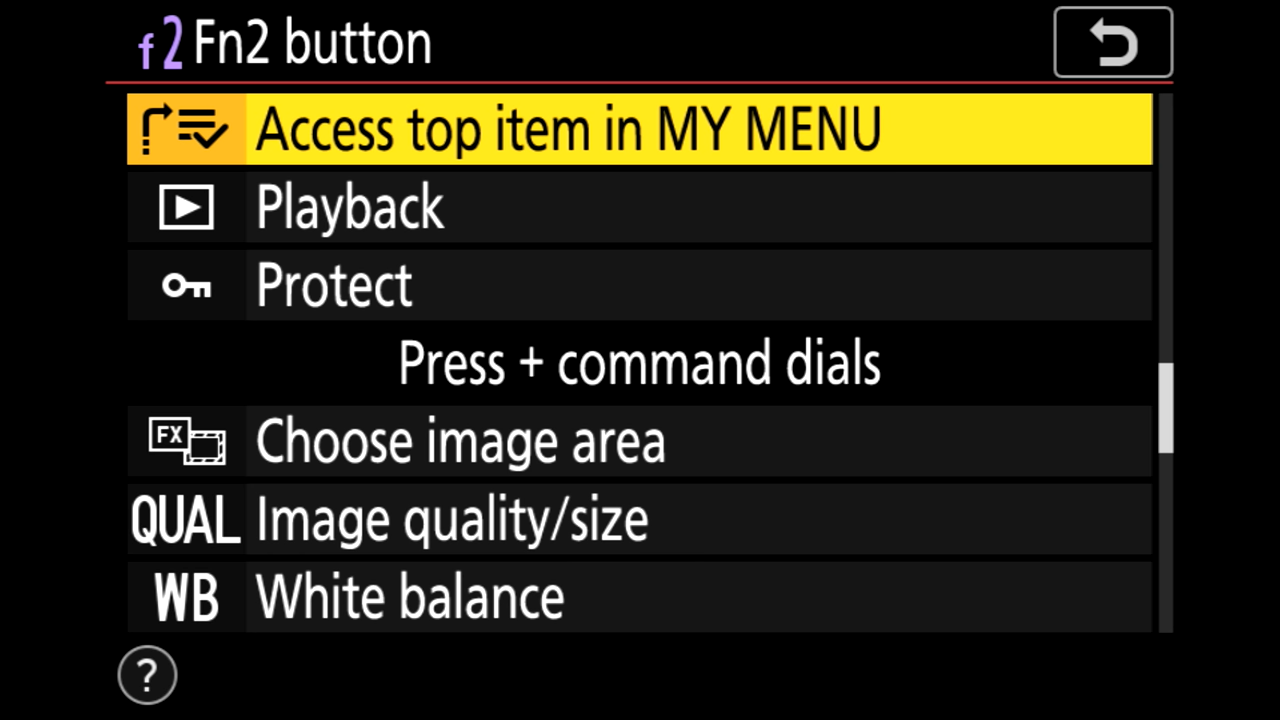 f2 Fn2 button
Access top item in MY MENU
Playback
Protect
Press + command dials
FX Choose image area
QUAL Image quality/size
WB White balance
?